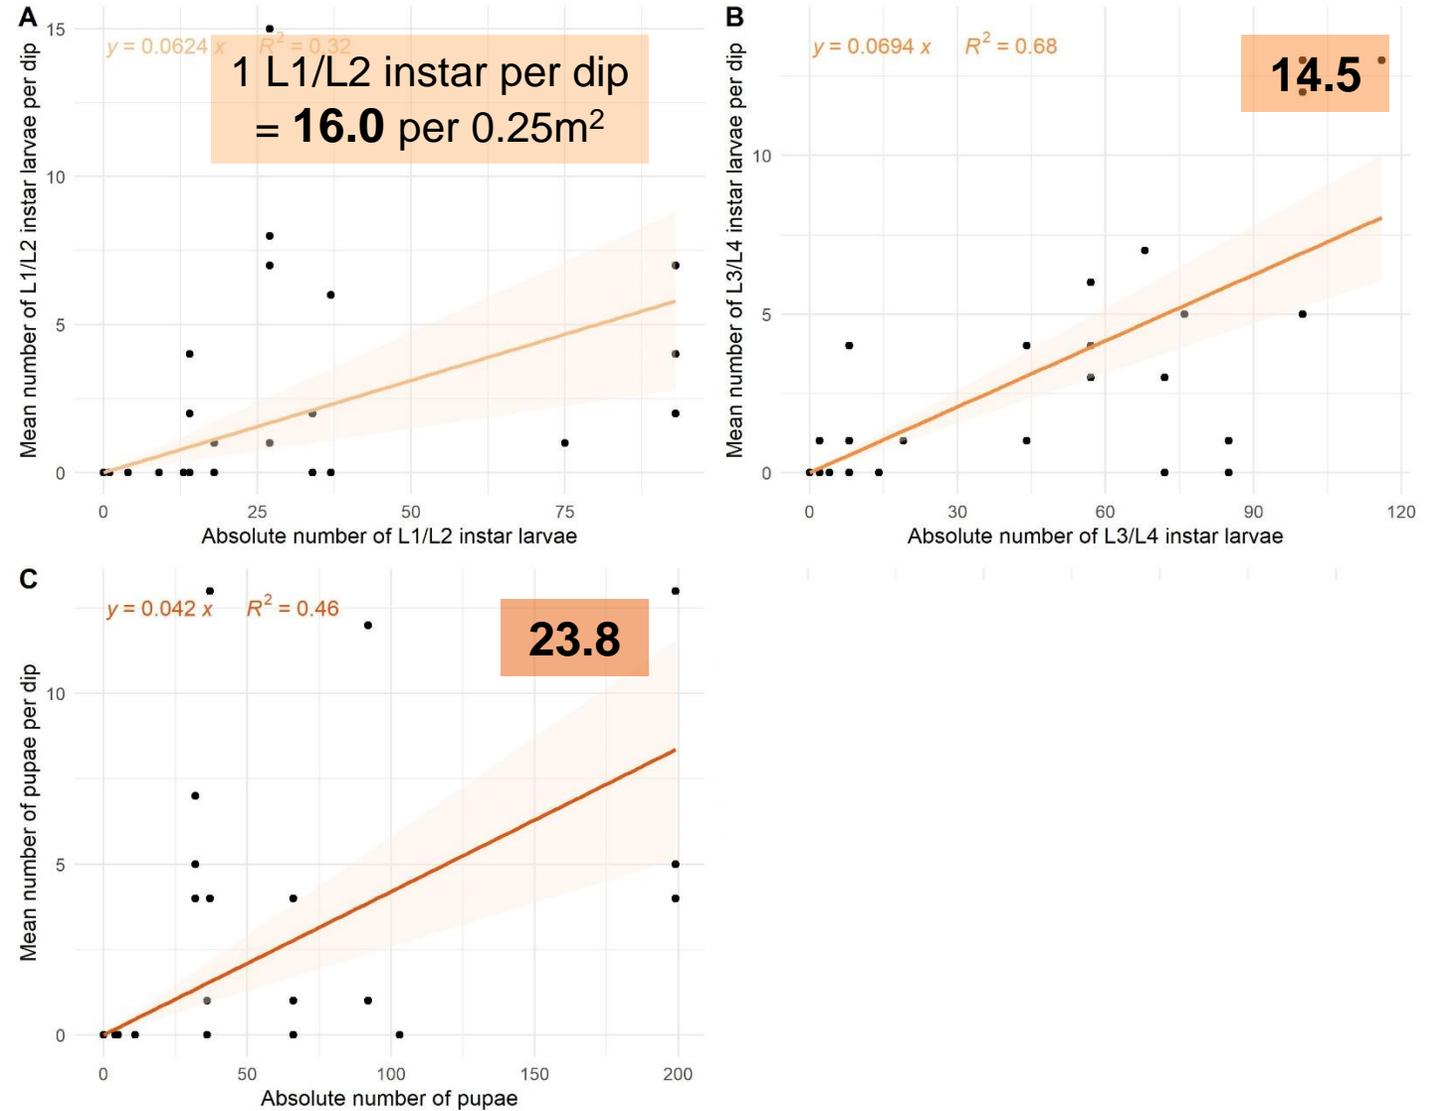 A
y = 0.0624 x R2 = 0.32
1 L1/L2 instar per dip
= 16.0 per 0.25m2
Mean number of L1/L2 instar larvae per dip
15
10
5
0
0 25 50 75
Absolute number of L1/L2 instar larvae
B
y = 0.0694 x R2 = 0.68
14.5
Mean number of L3/L4 instar larvae per dip
10
5
0
0 30 60 90 120
Absolute number of L3/L4 instar larvae
C
y = 0.042 x R2 = 0.46
23.8
Mean number of pupae per dip
10
5
0
0 50 100 150 200
Absolute number of pupae